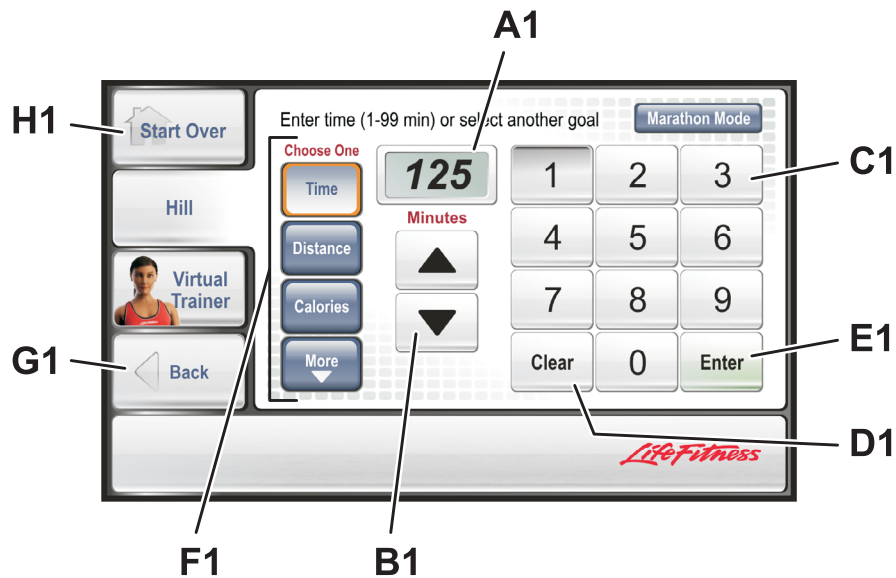 A1
H1
Start Over
Enter time (1-99 min) or select another goal
Marathon Mode
Choose One
Time
125
1
2
3
C1
Hill
Minutes
Distance
4
5
6
Virtual
Trainer
Calories
7
8
9
G1
Back
More
Clear
0
Enter
E1
D1
LifeFitness
F1
B1